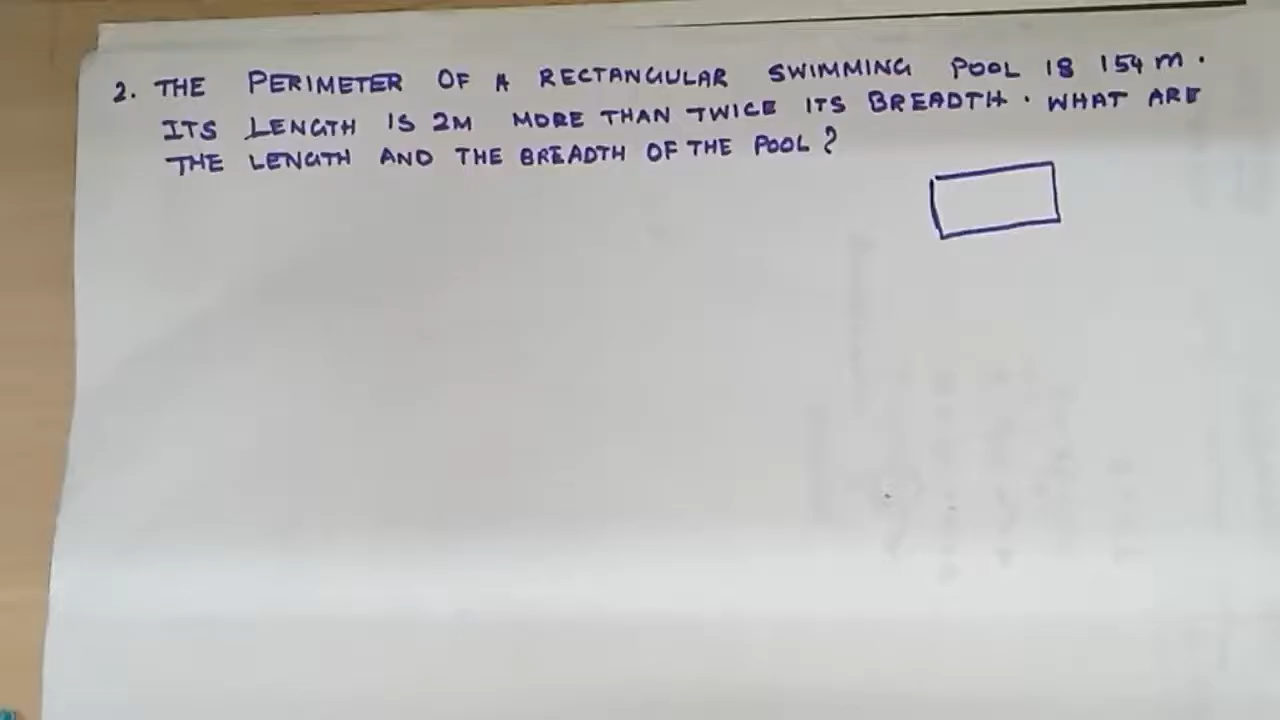 2. THE PERIMETER OF A RECTANGULAR SWIMMING POOL IS 154 m.
ITS LENGTH IS 2M MORE THAN TWICE ITS BREADTH. WHAT ARE
THE LENGTH AND THE BREADTH OF THE POOL?